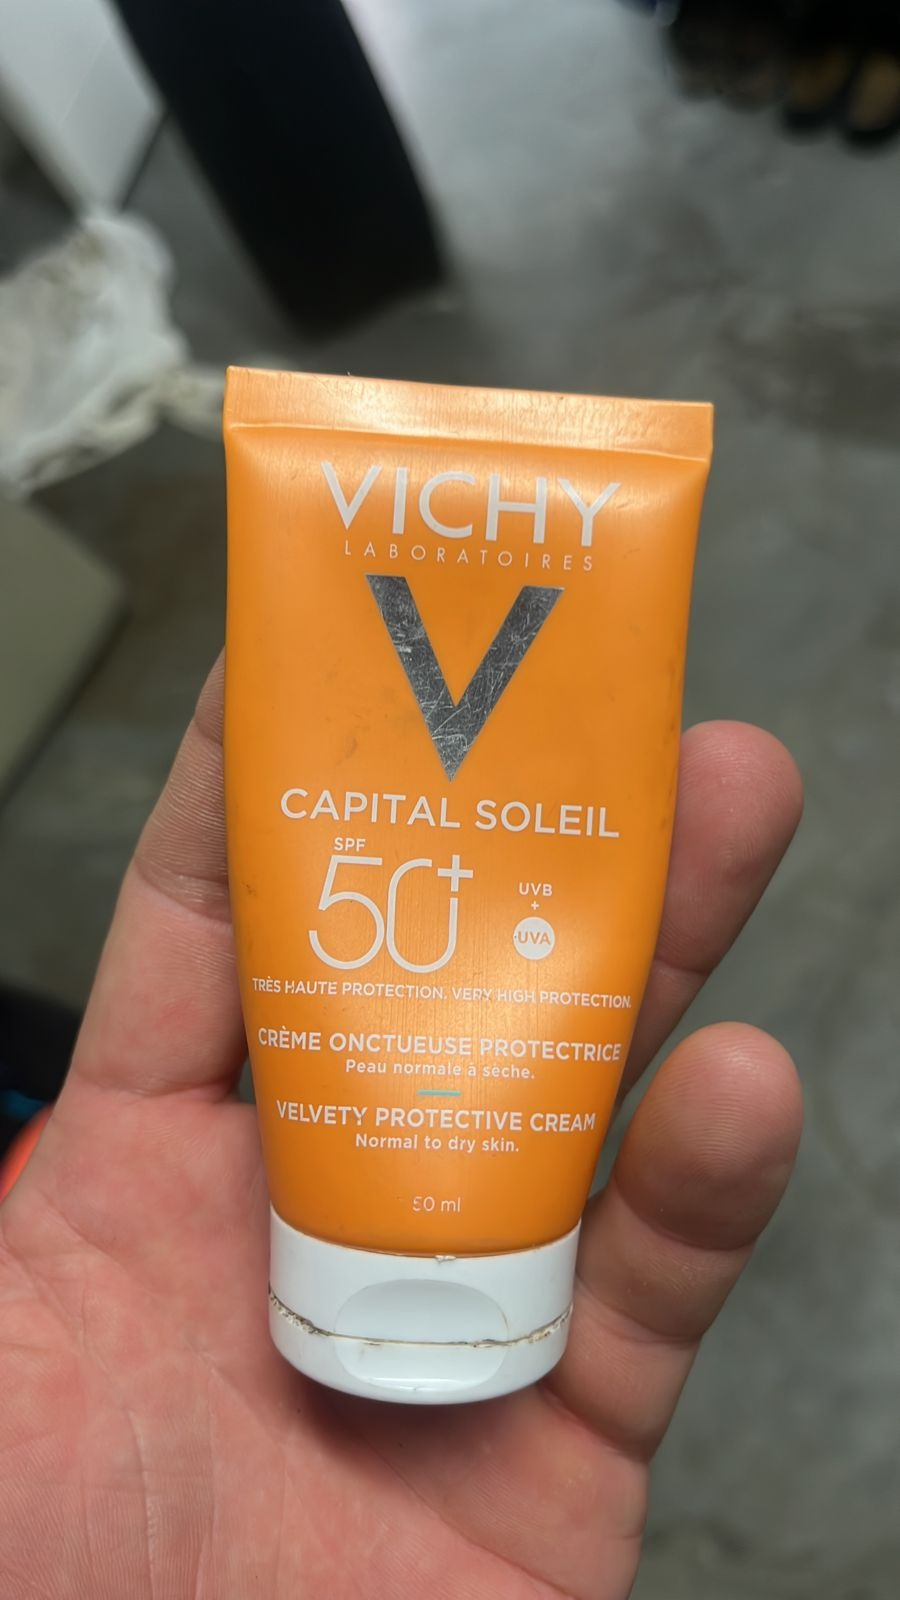 VICHY
LABORATOIRES
V
CAPITAL SOLEIL
SPF
50+
UVB
+
UVA
TRÈS HAUTE PROTECTION. VERY HIGH PROTECTION.
CRÈME ONCTUEUSE PROTECTRICE
Peau normale à sèche.
VELVETY PROTECTIVE CREAM
Normal to dry skin.
50 ml